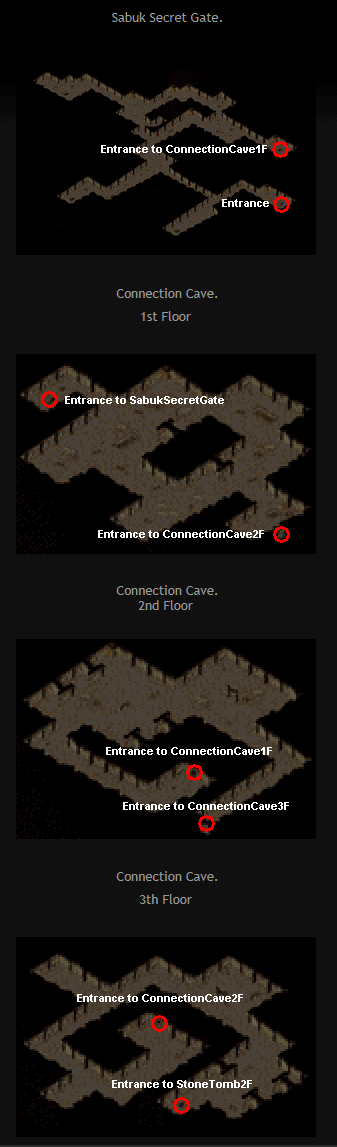 Sabuk Secret Gate.
Entrance to ConnectionCave1F
Entrance
Connection Cave.
1st Floor
Entrance to SabukSecretGate
Entrance to ConnectionCave2F
Connection Cave.
2nd Floor
Entrance to ConnectionCave1F
Entrance to ConnectionCave3F
Connection Cave.
3th Floor
Entrance to ConnectionCave2F
Entrance to StoneTomb2F